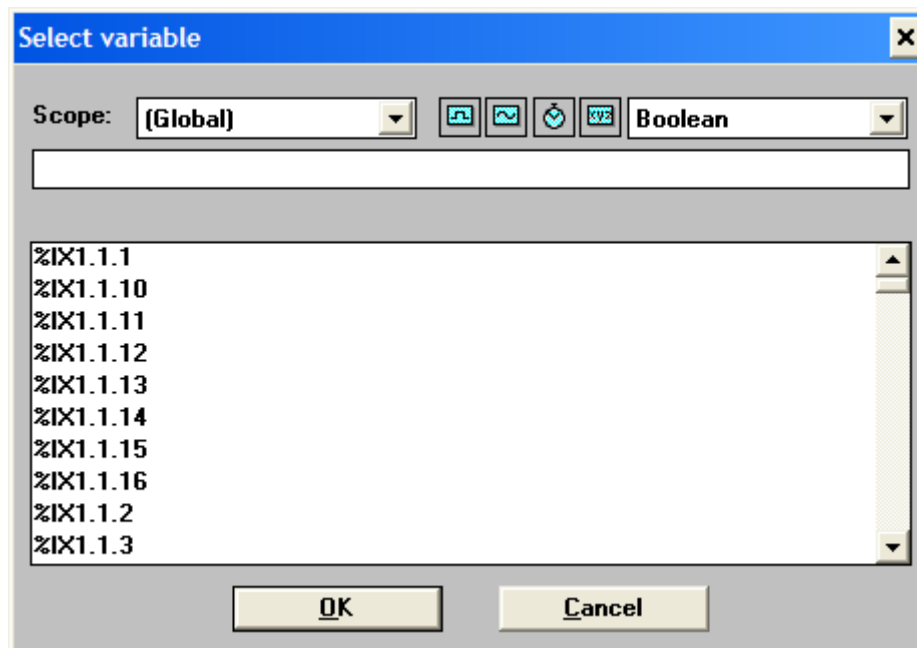 Select variable
Scope: (Global) xyz Boolean
%IX1.1.1
%IX1.1.10
%IX1.1.11
%IX1.1.12
%IX1.1.13
%IX1.1.14
%IX1.1.15
%IX1.1.16
%IX1.1.2
%IX1.1.3
OK Cancel